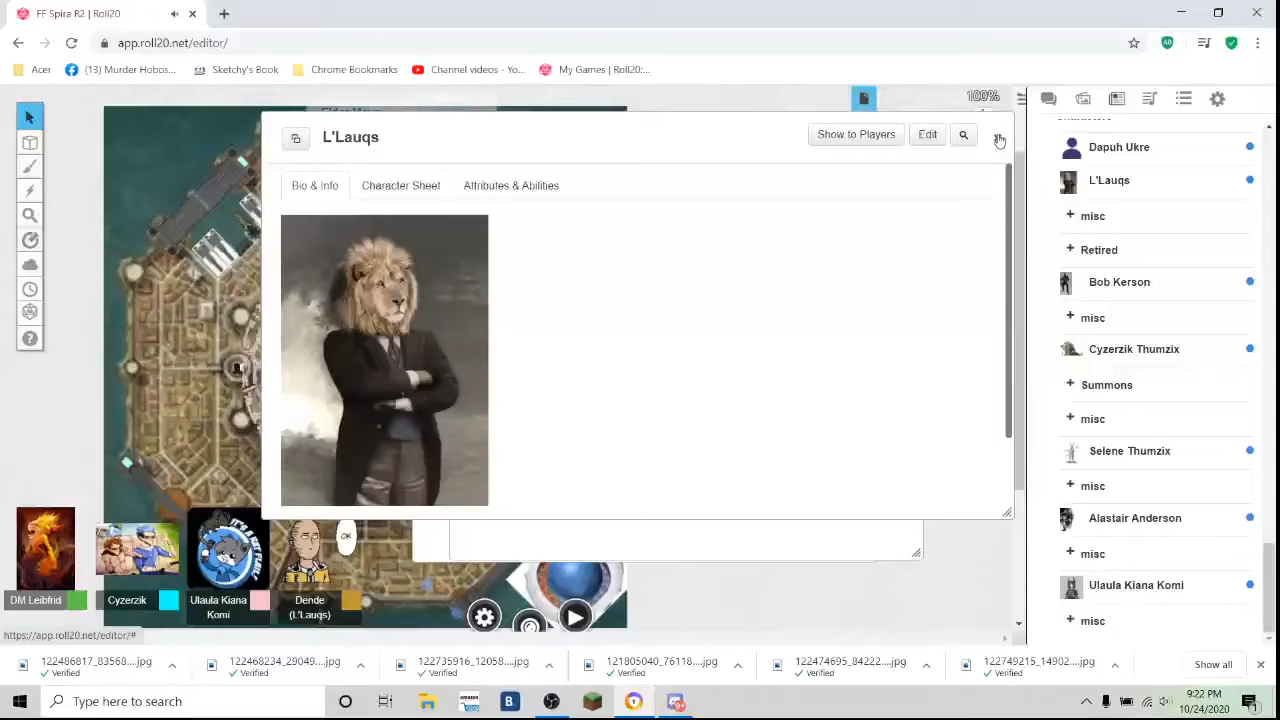 FF Spira R2 | Roll20
app.roll20.net/editor/
Acer
(13) Murder Hobos...
Sketchy's Book
Chrome Bookmarks
Channel videos - Yo...
My Games | Roll20:...
100%
L'Lauqs
Show to Players
Edit
Bio & Info
Character Sheet
Attributes & Abilities
Dapuh Ukre
L'Lauqs
misc
Retired
Bob Kerson
misc
Cyzerzik Thumzix
Summons
misc
Selene Thumzix
misc
Alastair Anderson
misc
Ulaula Kiana Komi
misc
OK
DM Leibfrid
Cyzerzik
Ulaula Kiana
Komi
Dende
(L'Lauqs)
https://app.roll20.net/editor/#
122486817_83568....jpg
Verified
122468234_29049....jpg
Verified
122735916_12058....jpg
Verified
121805040_76118....jpg
Verified
122474695_84222....jpg
Verified
122749215_14902....jpg
Verified
Show all
Type here to search
amazon
B
9:22 PM
10/24/2020